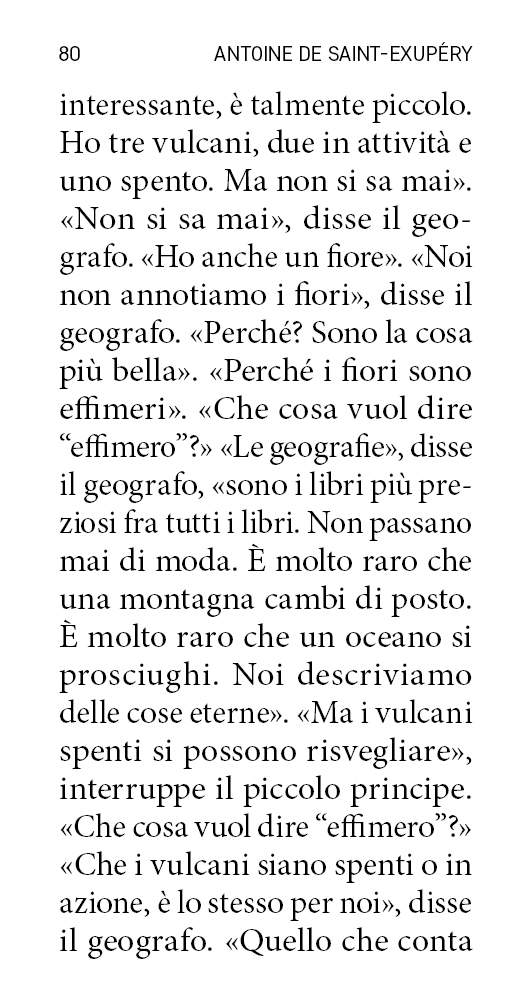 80 ANTOINE DE SAINT-EXUPÉRY
interessante, è talmente piccolo.
Ho tre vulcani, due in attività e
uno spento. Ma non si sa mai».
«Non si sa mai», disse il geo-
grafo. «Ho anche un fiore». «Noi
non annotiamo i fiori», disse il
geografo. «Perché? Sono la cosa
più bella». «Perché i fiori sono
effimeri». «Che cosa vuol dire
“effimero”?» «Le geografie», disse
il geografo, «sono i libri più pre-
ziosi fra tutti i libri. Non passano
mai di moda. È molto raro che
una montagna cambi di posto.
È molto raro che un oceano si
prosciughi. Noi descriviamo
delle cose eterne». «Ma i vulcani
spenti si possono risvegliare»,
interruppe il piccolo principe.
«Che cosa vuol dire “effimero”?»
«Che i vulcani siano spenti o in
azione, è lo stesso per noi», disse
il geografo. «Quello che conta